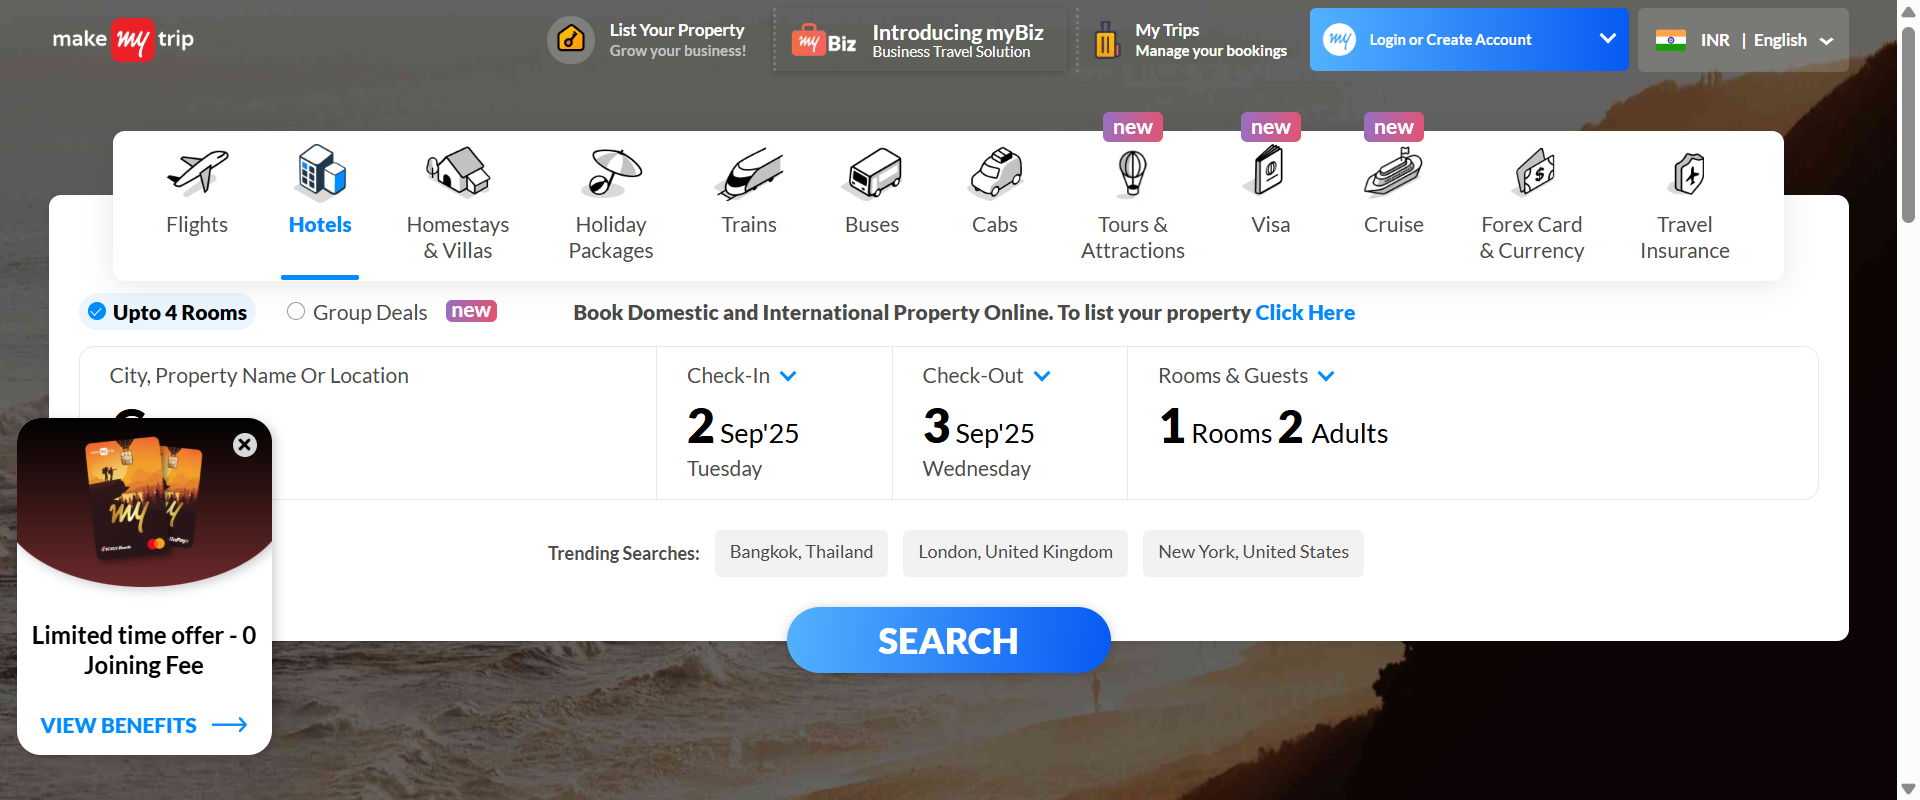 make my trip
List Your Property
Grow your business!
my Biz
Introducing myBiz
Business Travel Solution
My Trips
Manage your bookings
my
Login or Create Account
INR | English
new
new
new
Flights
Hotels
Homestays
& Villas
Holiday
Packages
Trains
Buses
Cabs
Tours &
Attractions
Visa
Cruise
Forex Card
& Currency
Travel
Insurance
Upto 4 Rooms
Group Deals
new
Book Domestic and International Property Online. To list your property Click Here
City, Property Name Or Location
Check-In
2 Sep'25
Tuesday
Check-Out
3 Sep'25
Wednesday
Rooms & Guests
1 Rooms 2 Adults
my
ICICI Bank
RuPay
Limited time offer - 0
Joining Fee
VIEW BENEFITS
Trending Searches:
Bangkok, Thailand
London, United Kingdom
New York, United States
SEARCH